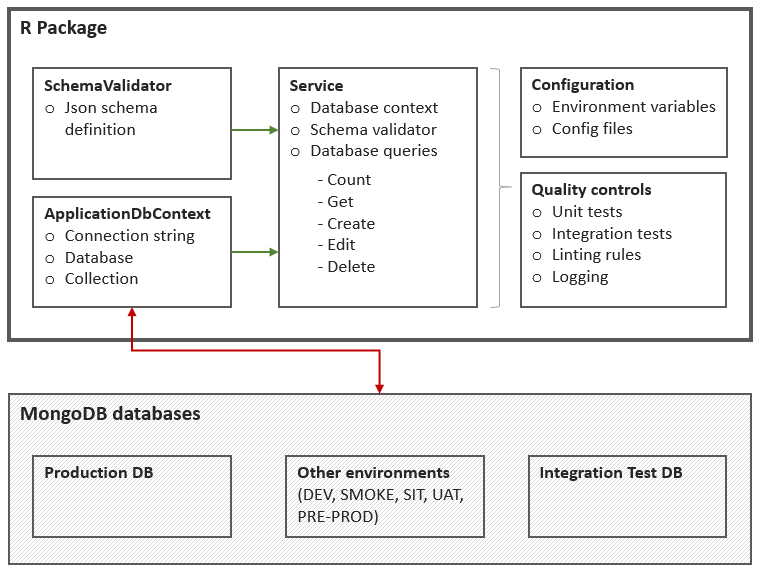 R Package
SchemaValidator
o Json schema
definition
ApplicationDbContext
o Connection string
o Database
o Collection
Service
o Database context
o Schema validator
o Database queries
- Count
- Get
- Create
- Edit
- Delete
Configuration
o Environment variables
o Config files
Quality controls
o Unit tests
o Integration tests
o Linting rules
o Logging
MongoDB databases
Production DB
Other environments
(DEV, SMOKE, SIT, UAT,
PRE-PROD)
Integration Test DB